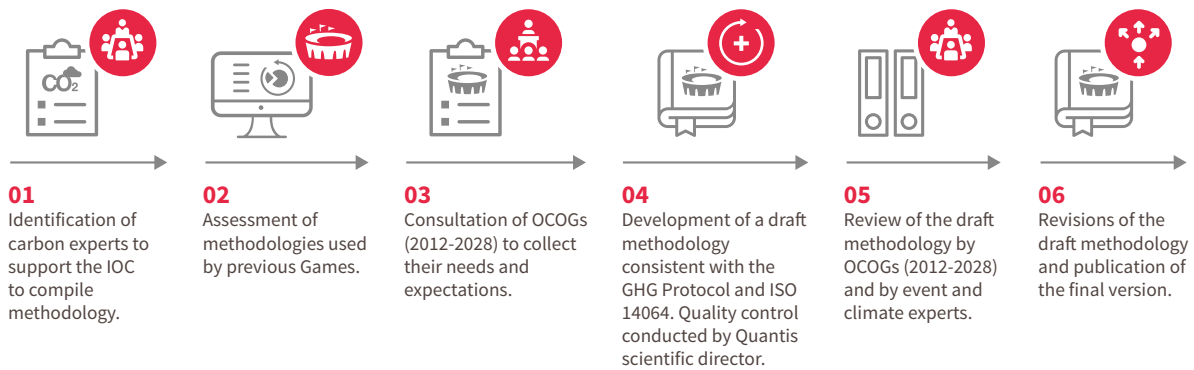 CO2
01
Identification of
carbon experts to
support the IOC
to compile
methodology.
02
Assessment of
methodologies used
by previous Games.
03
Consultation of OCOGs
(2012-2028) to collect
their needs and
expectations.
04
Development of a draft
methodology
consistent with the
GHG Protocol and ISO
14064. Quality control
conducted by Quantis
scientific director.
05
Review of the draft
methodology by
OCOGs (2012-2028)
and by event and
climate experts.
06
Revisions of the
draft methodology
and publication of
the final version.